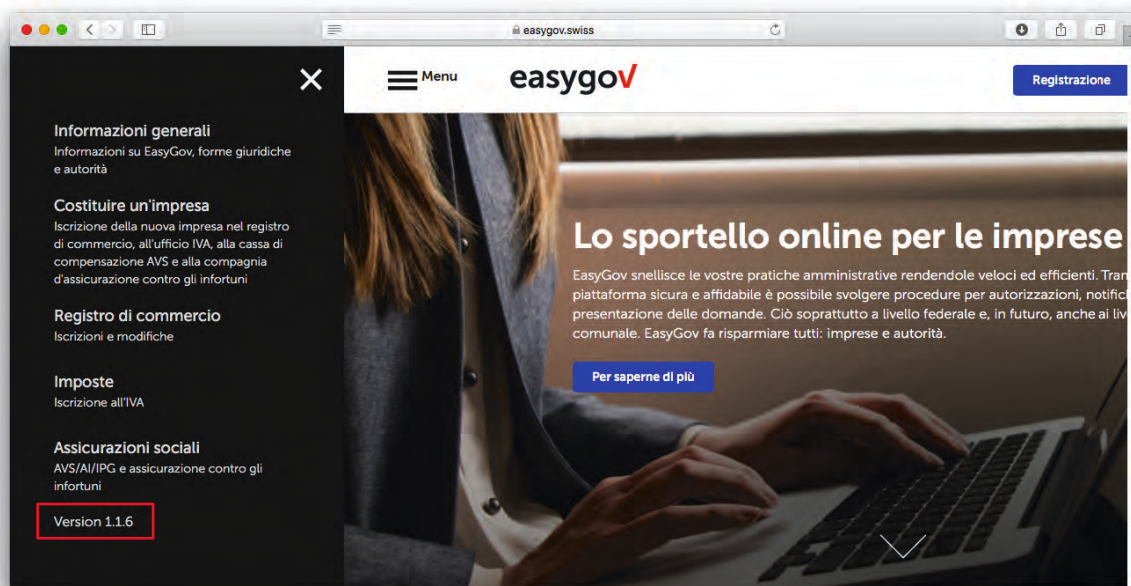 easygov.swiss
Menu
easygov
Registrazione
Informazioni generali
Informazioni su EasyGov, forme giuridiche
e autorità
Costituire un'impresa
Iscrizione della nuova impresa nel registro
di commercio, all'ufficio IVA, alla cassa di
compensazione AVS e alla compagnia
d'assicurazione contro gli infortuni
Registro di commercio
Iscrizioni e modifiche
Imposte
Iscrizione all'IVA
Assicurazioni sociali
AVS/AI/IPG e assicurazione contro gli
infortuni
Version 1.1.6
Lo sportello online per le imprese
EasyGov snellisce le vostre pratiche amministrative rendendole veloci ed efficienti. Tran
piattaforma sicura e affidabile è possibile svolgere procedure per autorizzazioni, notific
presentazione delle domande. Ciò soprattutto a livello federale e, in futuro, anche ai liv
comunale. EasyGov fa risparmiare tutti: imprese e autorità.
Per saperne di più